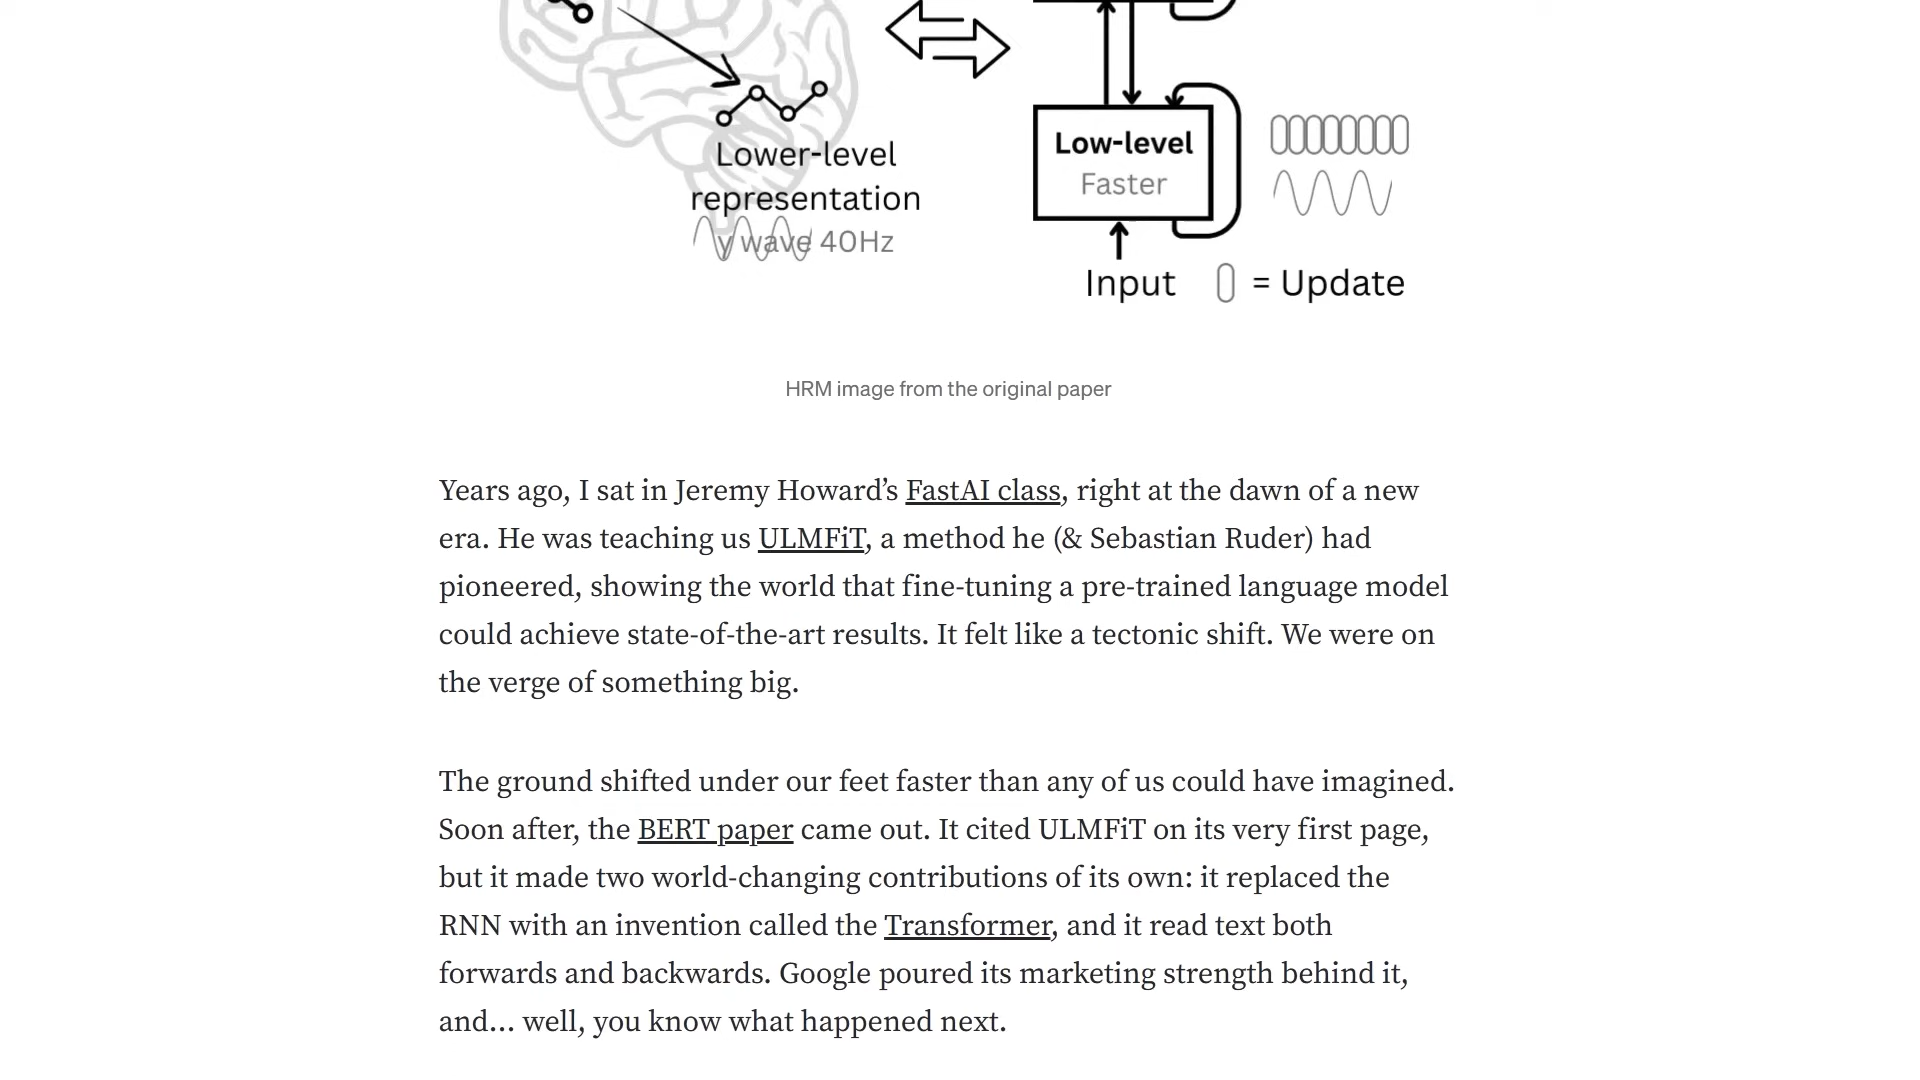 Lower-level
representation
γ wave 40Hz
Low-level
Faster
Input
= Update
HRM image from the original paper
Years ago, I sat in Jeremy Howard’s FastAI class, right at the dawn of a new
era. He was teaching us ULMFiT, a method he (& Sebastian Ruder) had
pioneered, showing the world that fine-tuning a pre-trained language model
could achieve state-of-the-art results. It felt like a tectonic shift. We were on
the verge of something big.
The ground shifted under our feet faster than any of us could have imagined.
Soon after, the BERT paper came out. It cited ULMFiT on its very first page,
but it made two world-changing contributions of its own: it replaced the
RNN with an invention called the Transformer, and it read text both
forwards and backwards. Google poured its marketing strength behind it,
and… well, you know what happened next.